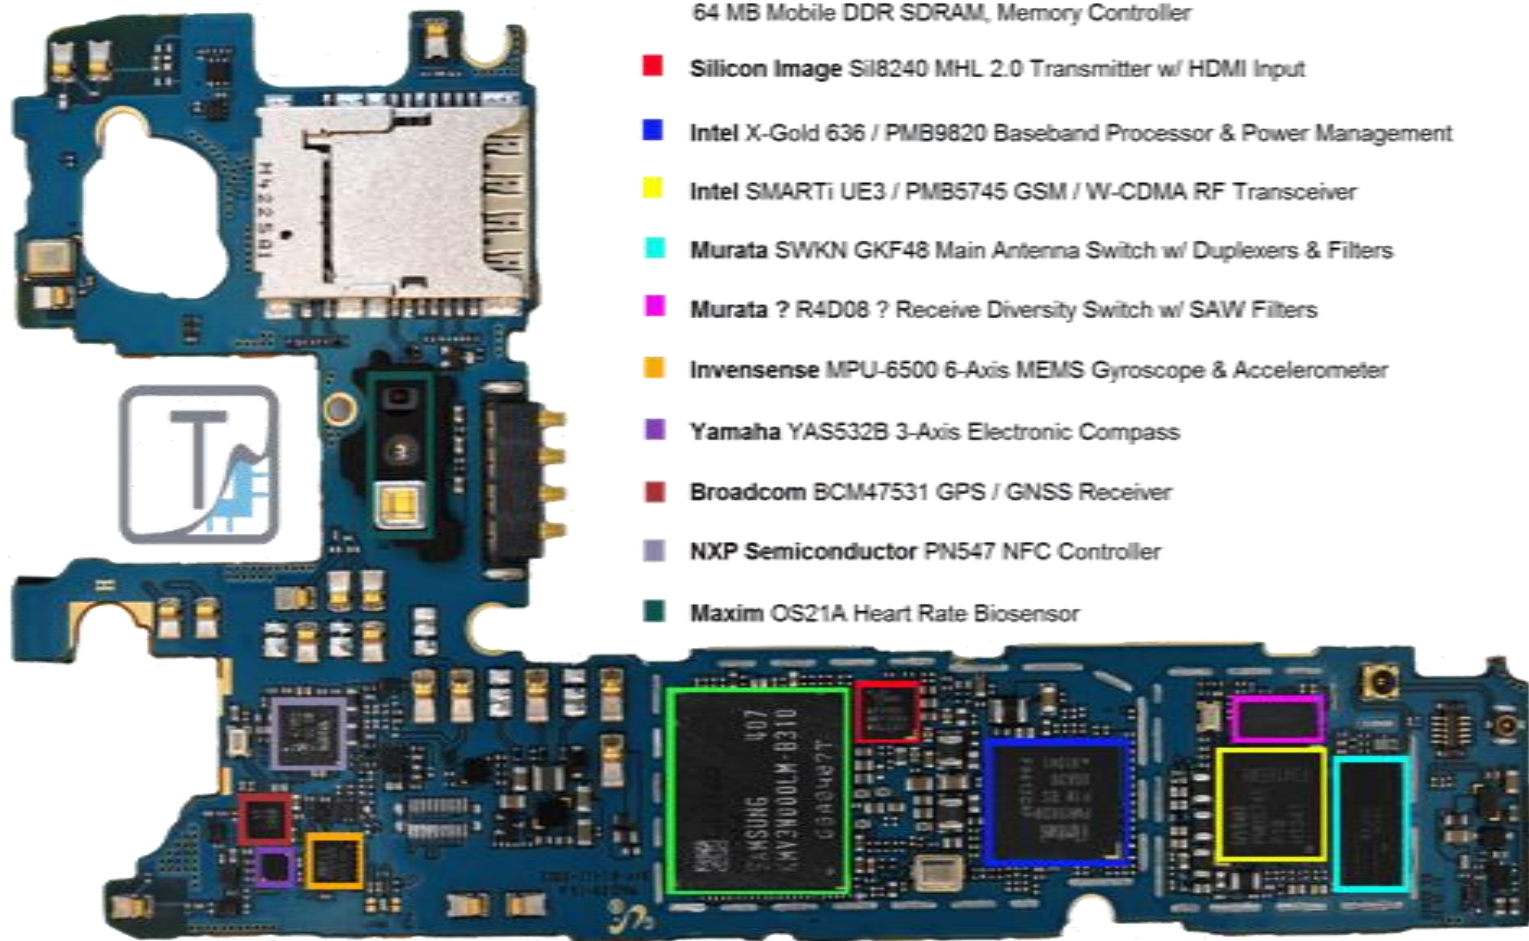 64 MB Mobile DDR SDRAM, Memory Controller
Silicon Image SiI8240 MHL 2.0 Transmitter w/ HDMI Input
Intel X-Gold 636 / PMB9820 Baseband Processor & Power Management
Intel SMARTi UE3 / PMB5745 GSM / W-CDMA RF Transceiver
Murata SWKN GKF48 Main Antenna Switch w/ Duplexers & Filters
Murata ? R4D08 ? Receive Diversity Switch w/ SAW Filters
Invensense MPU-6500 6-Axis MEMS Gyroscope & Accelerometer
Yamaha YAS532B 3-Axis Electronic Compass
Broadcom BCM47531 GPS / GNSS Receiver
NXP Semiconductor PN547 NFC Controller
Maxim OS21A Heart Rate Biosensor
H4225A1
T
H
SAMSUNG 407
KMV3W000LM-B310